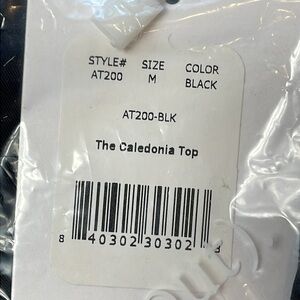 STYLE# SIZE COLOR
AT200 M BLACK
AT200-BLK
The Caledonia Top
8 40302 30302